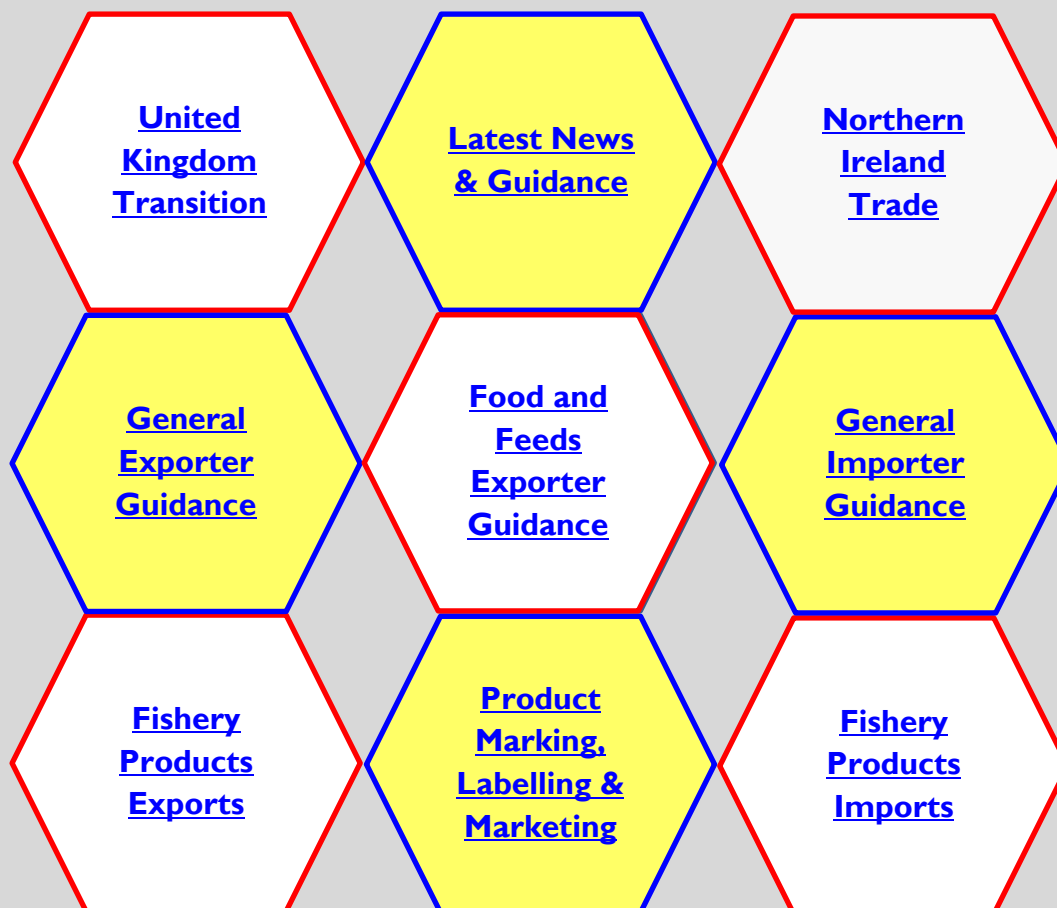 United
Kingdom
Transition
Latest News
& Guidance
Northern
Ireland
Trade
General
Exporter
Guidance
Food and
Feeds
Exporter
Guidance
General
Importer
Guidance
Fishery
Products
Exports
Product
Marking,
Labelling &
Marketing
Fishery
Products
Imports